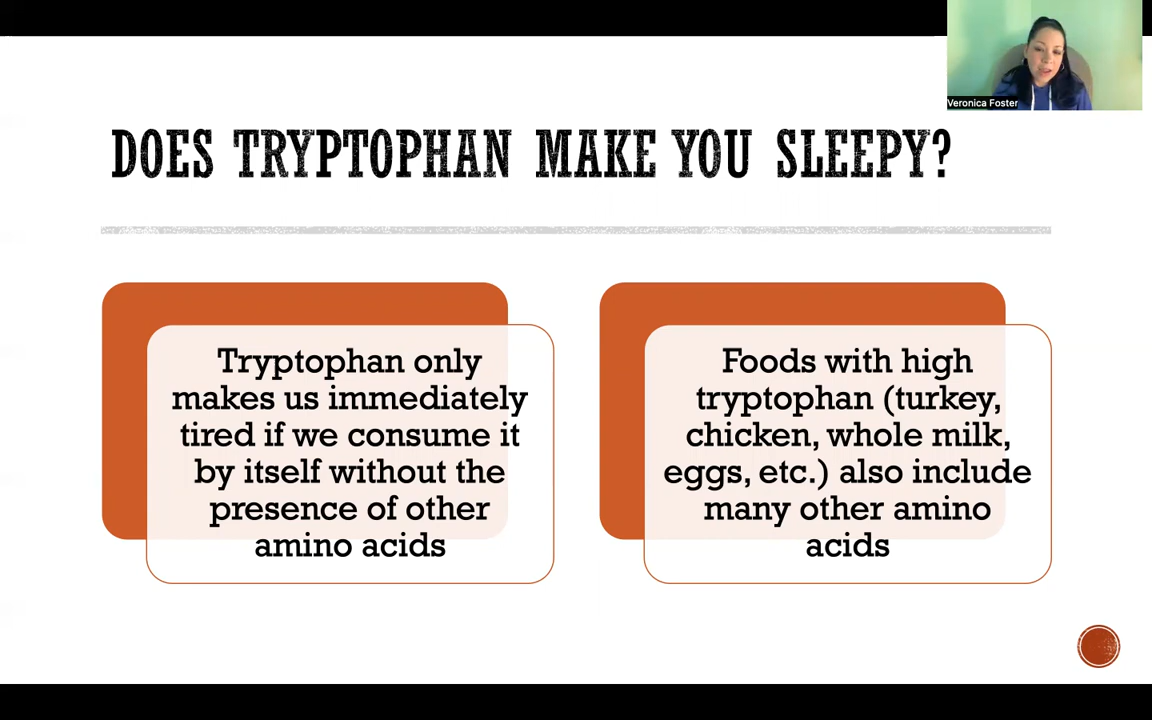 Veronica Foster
DOES TRYPTOPHAN MAKE YOU SLEEPY?
Tryptophan only
makes us immediately
tired if we consume it
by itself without the
presence of other
amino acids
Foods with high
tryptophan (turkey,
chicken, whole milk,
eggs, etc.) also include
many other amino
acids